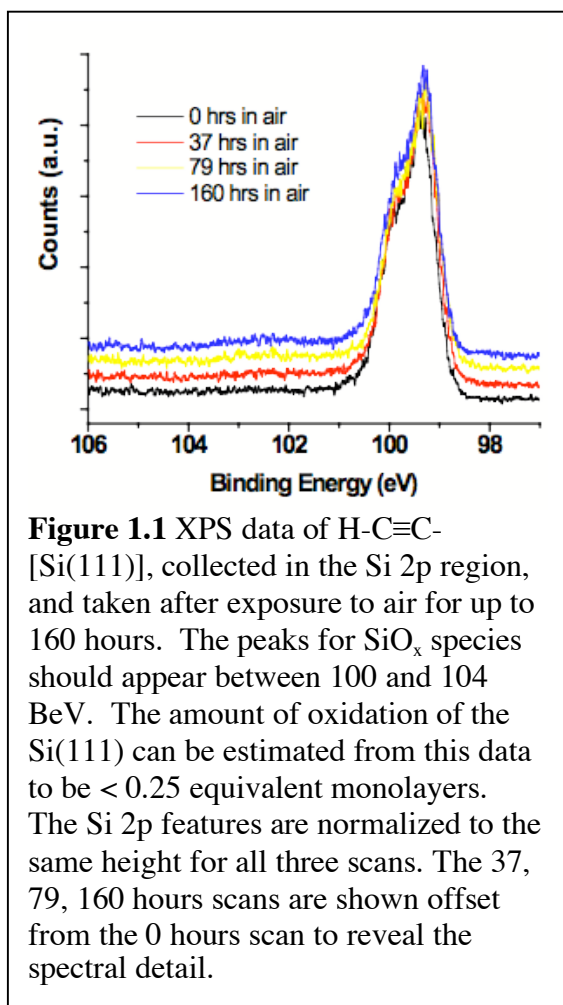 0 hrs in air
37 hrs in air
79 hrs in air
160 hrs in air
Counts (a.u.)
106 104 102 100 98
Binding Energy (eV)
Figure 1.1 XPS data of H-C≡C-
[Si(111)], collected in the Si 2p region,
and taken after exposure to air for up to
160 hours. The peaks for SiOₓ species
should appear between 100 and 104
BeV. The amount of oxidation of the
Si(111) can be estimated from this data
to be < 0.25 equivalent monolayers.
The Si 2p features are normalized to the
same height for all three scans. The 37,
79, 160 hours scans are shown offset
from the 0 hours scan to reveal the
spectral detail.